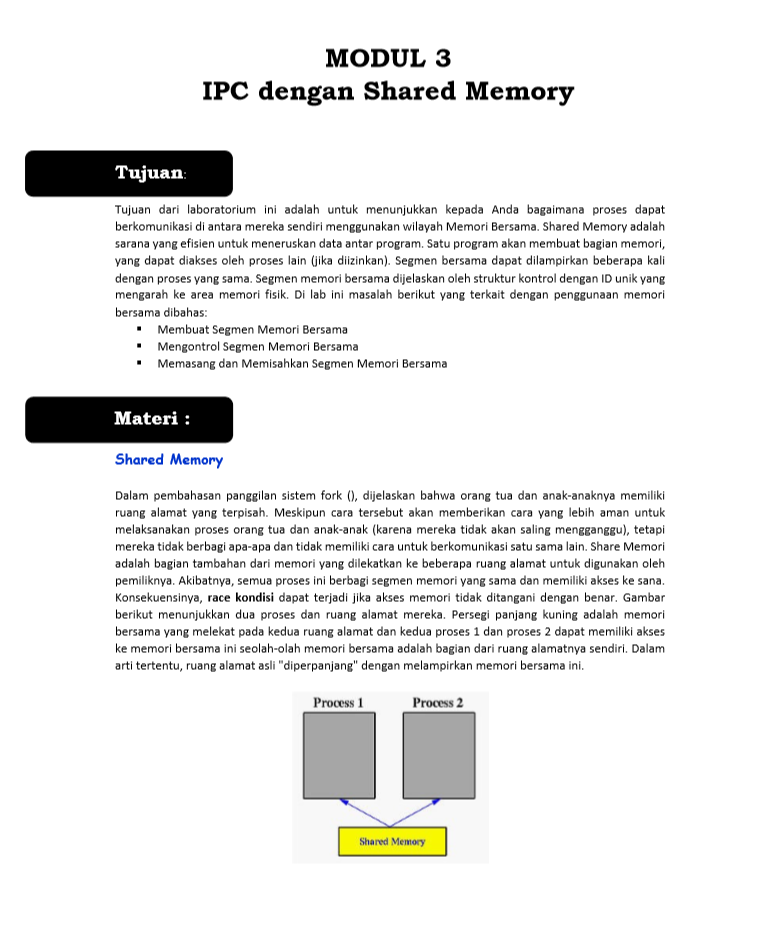 MODUL 3
IPC dengan Shared Memory
Tujuan:
Tujuan dari laboratorium ini adalah untuk menunjukkan kepada Anda bagaimana proses dapat
berkomunikasi di antara mereka sendiri menggunakan wilayah Memori Bersama. Shared Memory adalah
sarana yang efisien untuk meneruskan data antar program. Satu program akan membuat bagian memori,
yang dapat diakses oleh proses lain (jika diizinkan). Segmen bersama dapat dilampirkan beberapa kali
dengan proses yang sama. Segmen memori bersama dijelaskan oleh struktur kontrol dengan ID unik yang
mengarah ke area memori fisik. Di lab ini masalah berikut yang terkait dengan penggunaan memori
bersama dibahas:
▪ Membuat Segmen Memori Bersama
▪ Mengontrol Segmen Memori Bersama
▪ Memasang dan Memisahkan Segmen Memori Bersama
Materi :
Shared Memory
Dalam pembahasan panggilan sistem fork (), dijelaskan bahwa orang tua dan anak-anaknya memiliki
ruang alamat yang terpisah. Meskipun cara tersebut akan memberikan cara yang lebih aman untuk
melaksanakan proses orang tua dan anak-anak (karena mereka tidak akan saling mengganggu), tetapi
mereka tidak berbagi apa-apa dan tidak memiliki cara untuk berkomunikasi satu sama lain. Share Memori
adalah bagian tambahan dari memori yang dilekatkan ke beberapa ruang alamat untuk digunakan oleh
pemiliknya. Akibatnya, semua proses ini berbagi segmen memori yang sama dan memiliki akses ke sana.
Konsekuensinya, race kondisi dapat terjadi jika akses memori tidak ditangani dengan benar. Gambar
berikut menunjukkan dua proses dan ruang alamat mereka. Persegi panjang kuning adalah memori
bersama yang melekat pada kedua ruang alamat dan kedua proses 1 dan proses 2 dapat memiliki akses
ke memori bersama ini seolah-olah memori bersama adalah bagian dari ruang alamatnya sendiri. Dalam
arti tertentu, ruang alamat asli "diperpanjang" dengan melampirkan memori bersama ini.
Process 1 Process 2
Shared Memory